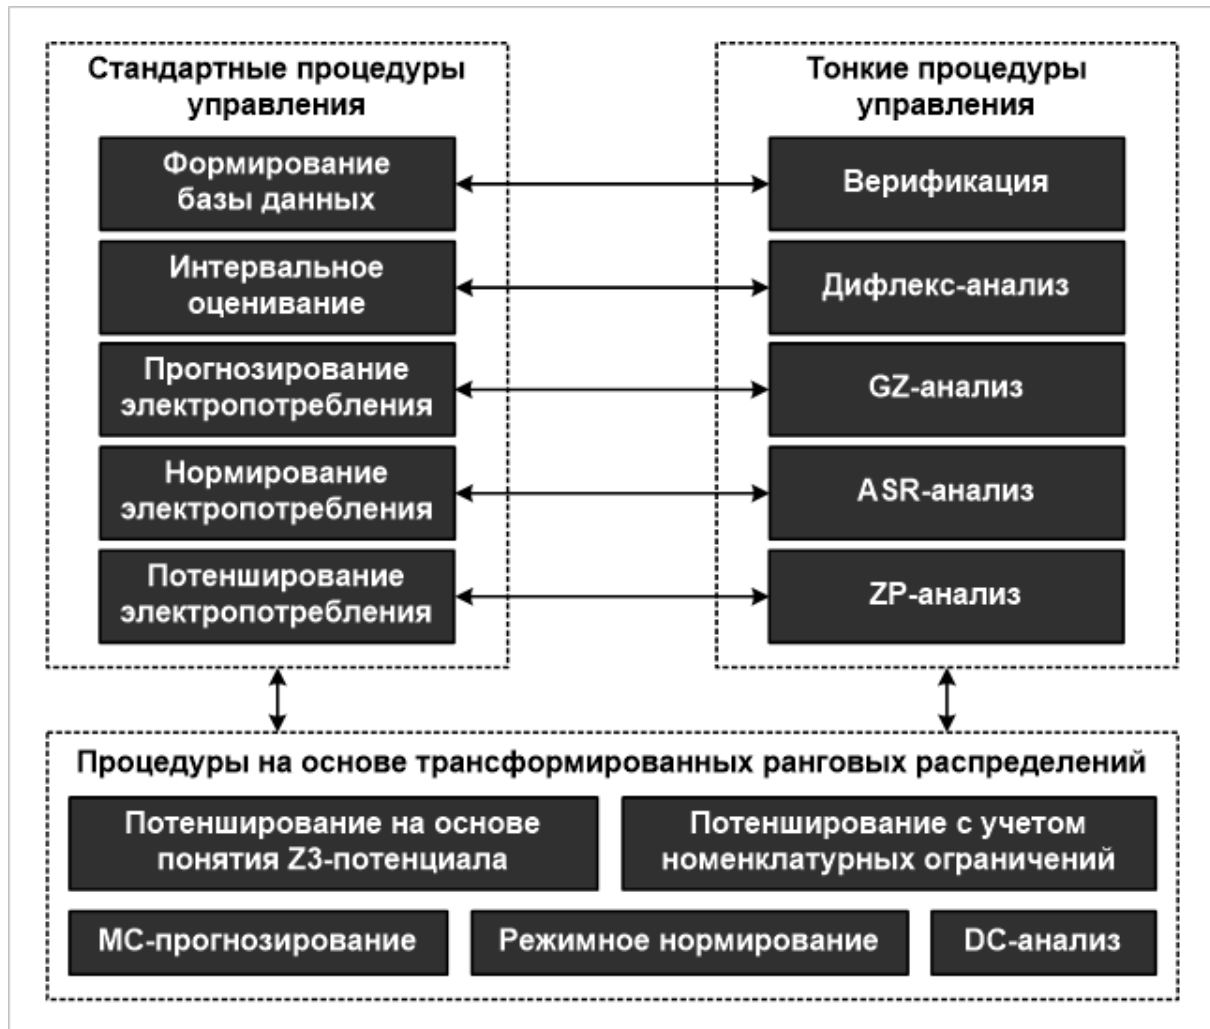 Стандартные процедуры
управления
Формирование
базы данных
Интервальное
оценивание
Прогнозирование
электропотребления
Нормирование
электропотребления
Потенширование
электропотребления
Тонкие процедуры
управления
Верификация
Дифлекс-анализ
GZ-анализ
ASR-анализ
ZP-анализ
Процедуры на основе трансформированных ранговых распределений
Потенширование на основе
понятия Z3-потенциала
Потенширование с учетом
номенклатурных ограничений
МС-прогнозирование
Режимное нормирование
DC-анализ